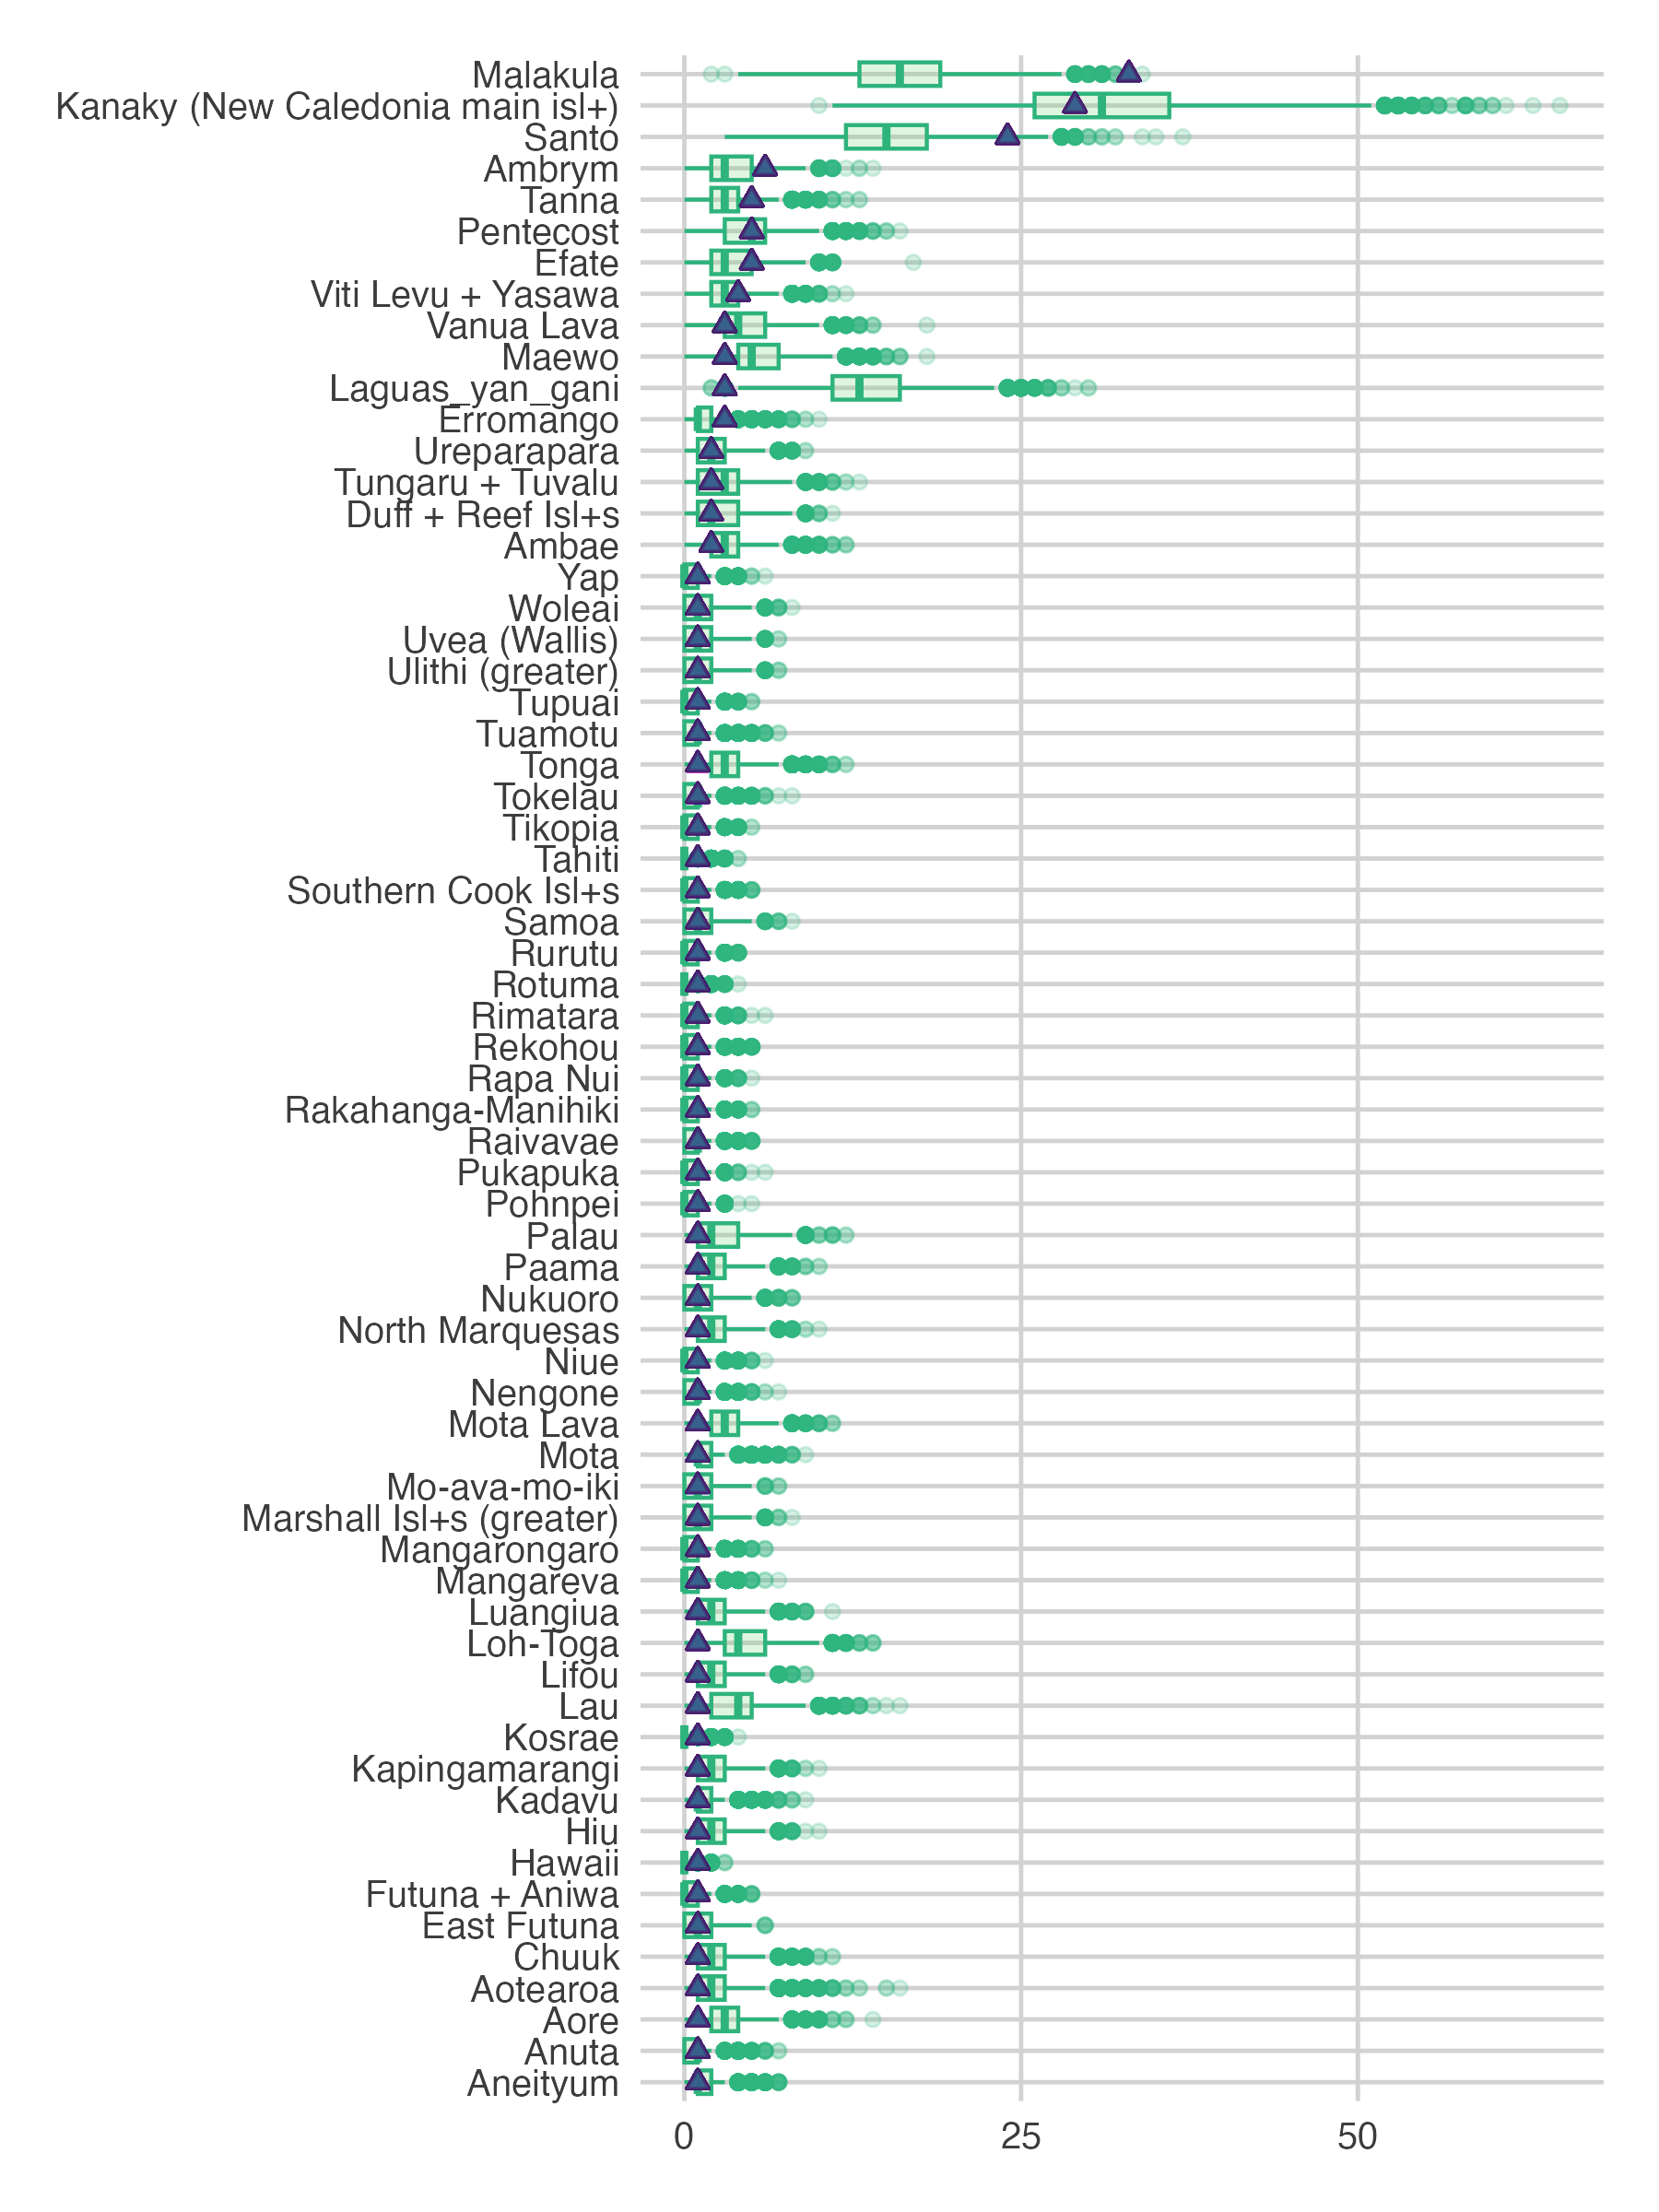 Malakula
Kanaky (New Caledonia main isl+)
Santo
Ambrym
Tanna
Pentecost
Efate
Viti Levu + Yasawa
Vanua Lava
Maewo
Laguas_yan_gani
Erromango
Ureparapara
Tungaru + Tuvalu
Duff + Reef Isl+s
Ambae
Yap
Woleai
Uvea (Wallis)
Ulithi (greater)
Tupuai
Tuamotu
Tonga
Tokelau
Tikopia
Tahiti
Southern Cook Isl+s
Samoa
Rurutu
Rotuma
Rimatara
Rekohou
Rapa Nui
Rakahanga-Manihiki
Raivavae
Pukapuka
Pohnpei
Palau
Paama
Nukuoro
North Marquesas
Niue
Nengone
Mota Lava
Mota
Mo-ava-mo-iki
Marshall Isl+s (greater)
Mangarongaro
Mangareva
Luangiua
Loh-Toga
Lifou
Lau
Kosrae
Kapingamarangi
Kadavu
Hiu
Hawaii
Futuna + Aniwa
East Futuna
Chuuk
Aotearoa
Aore
Anuta
Aneityum
0 25 50